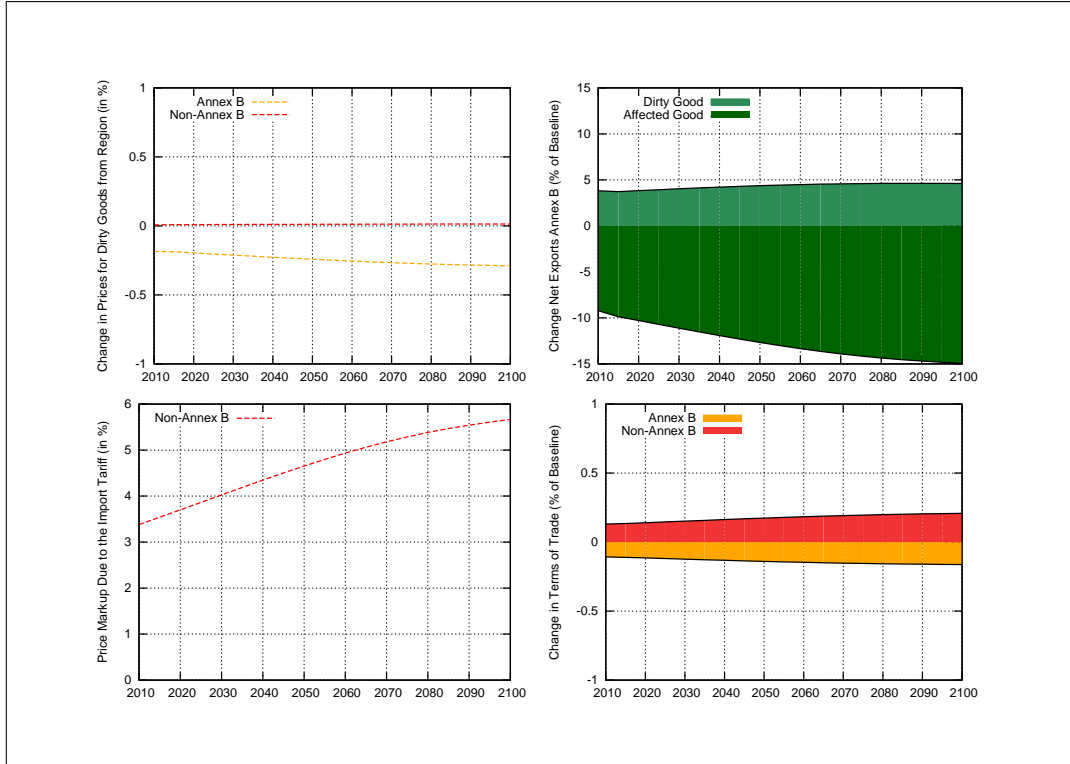 Change in Prices for Dirty Goods from Region (in %)
1
0.5
0
-0.5
-1
Annex B
Non-Annex B
2010 2020 2030 2040 2050 2060 2070 2080 2090 2100
Change Net Exports Annex B (% of Baseline)
15
10
5
0
-5
-10
-15
Dirty Good
Affected Good
2010 2020 2030 2040 2050 2060 2070 2080 2090 2100
Price Markup Due to the Import Tariff (in %)
6
5
4
3
2
1
0
Non-Annex B
2010 2020 2030 2040 2050 2060 2070 2080 2090 2100
Change in Terms of Trade (% of Baseline)
1
0.5
0
-0.5
-1
Annex B
Non-Annex B
2010 2020 2030 2040 2050 2060 2070 2080 2090 2100